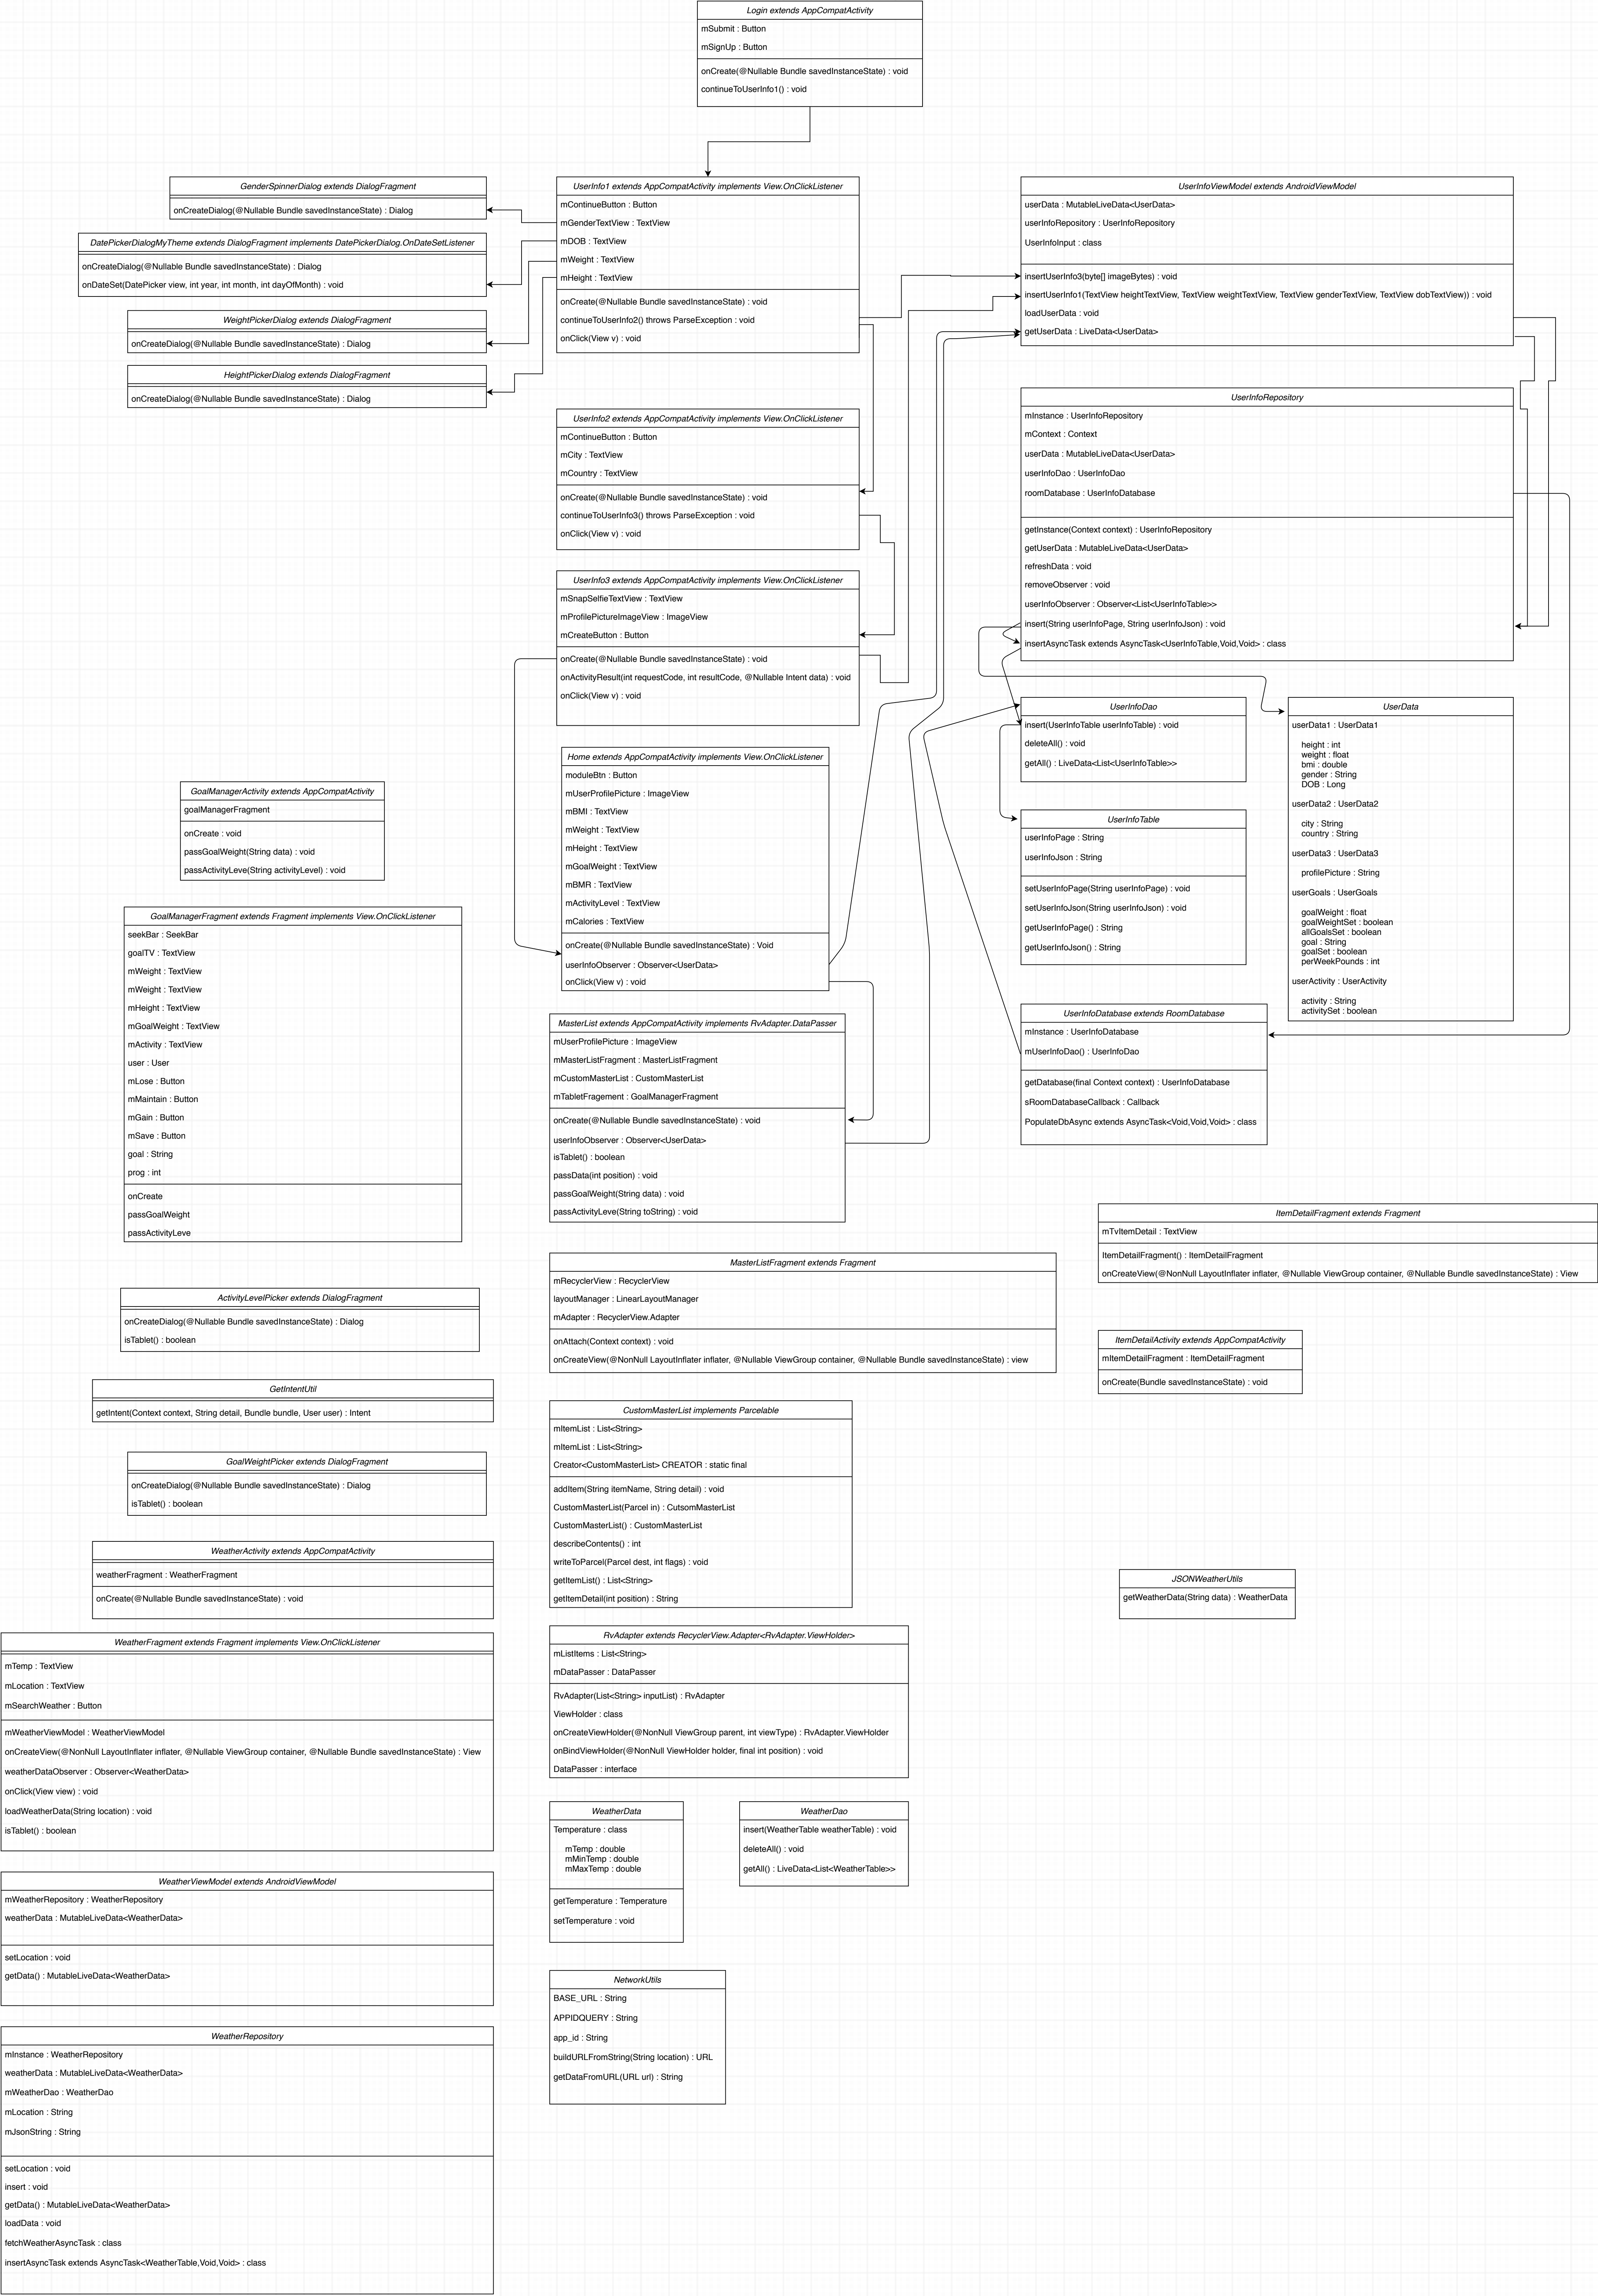 Login extends AppCompatActivity
mSubmit : Button
mSignUp : Button
onCreate(@Nullable Bundle savedInstanceState) : void
continueToUserInfo1() : void
GenderSpinnerDialog extends DialogFragment
onCreateDialog(@Nullable Bundle savedInstanceState) : Dialog
DatePickerDialogMyTheme extends DialogFragment implements DatePickerDialog.OnDateSetListener
onCreateDialog(@Nullable Bundle savedInstanceState) : Dialog
onDateSet(DatePicker view, int year, int month, int dayOfMonth) : void
WeightPickerDialog extends DialogFragment
onCreateDialog(@Nullable Bundle savedInstanceState) : Dialog
HeightPickerDialog extends DialogFragment
onCreateDialog(@Nullable Bundle savedInstanceState) : Dialog
UserInfo1 extends AppCompatActivity implements View.OnClickListener
mContinueButton : Button
mGenderTextView : TextView
mDOB : TextView
mWeight : TextView
mHeight : TextView
onCreate(@Nullable Bundle savedInstanceState) : void
continueToUserInfo2() throws ParseException : void
onClick(View v) : void
UserInfoViewModel extends AndroidViewModel
userData : MutableLiveData<UserData>
userInfoRepository : UserInfoRepository
UserInfoInput : class
insertUserInfo3(byte[] imageBytes) : void
insertUserInfo1(TextView heightTextView, TextView weightTextView, TextView genderTextView, TextView dobTextView)) : void
loadUserData : void
getUserData : LiveData<UserData>
UserInfo2 extends AppCompatActivity implements View.OnClickListener
mContinueButton : Button
mCity : TextView
mCountry : TextView
onCreate(@Nullable Bundle savedInstanceState) : void
continueToUserInfo3() throws ParseException : void
onClick(View v) : void
UserInfoRepository
mInstance : UserInfoRepository
mContext : Context
userData : MutableLiveData<UserData>
userInfoDao : UserInfoDao
roomDatabase : UserInfoDatabase
getInstance(Context context) : UserInfoRepository
getUserData : MutableLiveData<UserData>
refreshData : void
removeObserver : void
userInfoObserver : Observer<List<UserInfoTable>>
insert(String userInfoPage, String userInfoJson) : void
insertAsyncTask extends AsyncTask<UserInfoTable,Void,Void> : class
UserInfo3 extends AppCompatActivity implements View.OnClickListener
mSnapSelfieTextView : TextView
mProfilePictureImageView : ImageView
mCreateButton : Button
onCreate(@Nullable Bundle savedInstanceState) : void
onActivityResult(int requestCode, int resultCode, @Nullable Intent data) : void
onClick(View v) : void
UserInfoDao
insert(UserInfoTable userInfoTable) : void
deleteAll() : void
getAll() : LiveData<List<UserInfoTable>>
UserData
userData1 : UserData1
height : int
weight : float
bmi : double
gender : String
DOB : Long
userData2 : UserData2
city : String
country : String
userData3 : UserData3
profilePicture : String
userGoals : UserGoals
goalWeight : float
goalWeightSet : boolean
allGoalsSet : boolean
goal : String
goalSet : boolean
perWeekPounds : int
userActivity : UserActivity
activity : String
activitySet : boolean
Home extends AppCompatActivity implements View.OnClickListener
moduleBtn : Button
mUserProfilePicture : ImageView
mBMI : TextView
mWeight : TextView
mHeight : TextView
mGoalWeight : TextView
mBMR : TextView
mActivityLevel : TextView
mCalories : TextView
onCreate(@Nullable Bundle savedInstanceState) : Void
userInfoObserver : Observer<UserData>
onClick(View v) : void
UserInfoTable
userInfoPage : String
userInfoJson : String
setUserInfoPage(String userInfoPage) : void
setUserInfoJson(String userInfoJson) : void
getUserInfoPage() : String
getUserInfoJson() : String
GoalManagerActivity extends AppCompatActivity
goalManagerFragment
onCreate : void
passGoalWeight(String data) : void
passActivityLeve(String activityLevel) : void
GoalManagerFragment extends Fragment implements View.OnClickListener
seekBar : SeekBar
goalTV : TextView
mWeight : TextView
mWeight : TextView
mHeight : TextView
mGoalWeight : TextView
mActivity : TextView
user : User
mLose : Button
mMaintain : Button
mGain : Button
mSave : Button
goal : String
prog : int
onCreate
passGoalWeight
passActivityLeve
UserInfoDatabase extends RoomDatabase
mInstance : UserInfoDatabase
mUserInfoDao() : UserInfoDao
getDatabase(final Context context) : UserInfoDatabase
sRoomDatabaseCallback : Callback
PopulateDbAsync extends AsyncTask<Void,Void,Void> : class
MasterList extends AppCompatActivity implements RvAdapter.DataPasser
mUserProfilePicture : ImageView
mMasterListFragment : MasterListFragment
mCustomMasterList : CustomMasterList
mTabletFragement : GoalManagerFragment
onCreate(@Nullable Bundle savedInstanceState) : void
userInfoObserver : Observer<UserData>
isTablet() : boolean
passData(int position) : void
passGoalWeight(String data) : void
passActivityLeve(String toString) : void
ItemDetailFragment extends Fragment
mTvItemDetail : TextView
ItemDetailFragment() : ItemDetailFragment
onCreateView(@NonNull LayoutInflater inflater, @Nullable ViewGroup container, @Nullable Bundle savedInstanceState) : View
MasterListFragment extends Fragment
mRecyclerView : RecyclerView
layoutManager : LinearLayoutManager
mAdapter : RecyclerView.Adapter
onAttach(Context context) : void
onCreateView(@NonNull LayoutInflater inflater, @Nullable ViewGroup container, @Nullable Bundle savedInstanceState) : view
ActivityLevelPicker extends DialogFragment
onCreateDialog(@Nullable Bundle savedInstanceState) : Dialog
isTablet() : boolean
ItemDetailActivity extends AppCompatActivity
mItemDetailFragment : ItemDetailFragment
onCreate(Bundle savedInstanceState) : void
GetIntentUtil
getIntent(Context context, String detail, Bundle bundle, User user) : Intent
CustomMasterList implements Parcelable
mItemList : List<String>
mItemList : List<String>
Creator<CustomMasterList> CREATOR : static final
addItem(String itemName, String detail) : void
CustomMasterList(Parcel in) : CutsomMasterList
CustomMasterList() : CustomMasterList
describeContents() : int
writeToParcel(Parcel dest, int flags) : void
getItemList() : List<String>
getItemDetail(int position) : String
GoalWeightPicker extends DialogFragment
onCreateDialog(@Nullable Bundle savedInstanceState) : Dialog
isTablet() : boolean
WeatherActivity extends AppCompatActivity
weatherFragment : WeatherFragment
onCreate(@Nullable Bundle savedInstanceState) : void
JSONWeatherUtils
getWeatherData(String data) : WeatherData
WeatherFragment extends Fragment implements View.OnClickListener
mTemp : TextView
mLocation : TextView
mSearchWeather : Button
mWeatherViewModel : WeatherViewModel
onCreateView(@NonNull LayoutInflater inflater, @Nullable ViewGroup container, @Nullable Bundle savedInstanceState) : View
weatherDataObserver : Observer<WeatherData>
onClick(View view) : void
loadWeatherData(String location) : void
isTablet() : boolean
RvAdapter extends RecyclerView.Adapter<RvAdapter.ViewHolder>
mListItems : List<String>
mDataPasser : DataPasser
RvAdapter(List<String> inputList) : RvAdapter
ViewHolder : class
onCreateViewHolder(@NonNull ViewGroup parent, int viewType) : RvAdapter.ViewHolder
onBindViewHolder(@NonNull ViewHolder holder, final int position) : void
DataPasser : interface
WeatherData
Temperature : class
mTemp : double
mMinTemp : double
mMaxTemp : double
getTemperature : Temperature
setTemperature : void
WeatherDao
insert(WeatherTable weatherTable) : void
deleteAll() : void
getAll() : LiveData<List<WeatherTable>>
WeatherViewModel extends AndroidViewModel
mWeatherRepository : WeatherRepository
weatherData : MutableLiveData<WeatherData>
setLocation : void
getData() : MutableLiveData<WeatherData>
NetworkUtils
BASE_URL : String
APPIDQUERY : String
app_id : String
buildURLFromString(String location) : URL
getDataFromURL(URL url) : String
WeatherRepository
mInstance : WeatherRepository
weatherData : MutableLiveData<WeatherData>
mWeatherDao : WeatherDao
mLocation : String
mJsonString : String
setLocation : void
insert : void
getData() : MutableLiveData<WeatherData>
loadData : void
fetchWeatherAsyncTask : class
insertAsyncTask extends AsyncTask<WeatherTable,Void,Void> : class